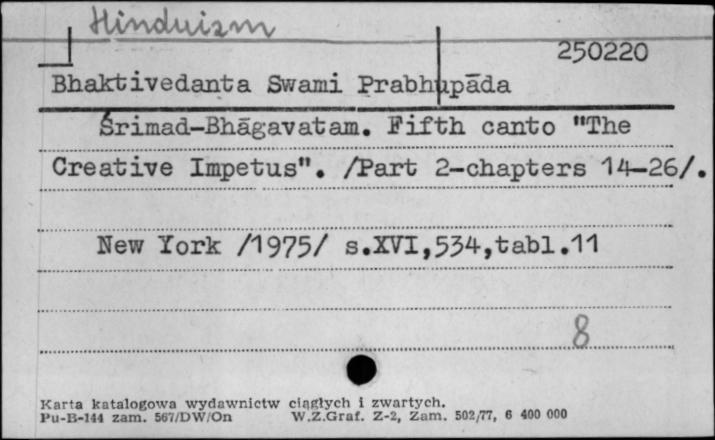 Hinduizm
250220
Bhaktivedanta Swami Prabhupāda
Śrimad-Bhāgavatam. Fifth canto "The
Creative Impetus". /Part 2-chapters 14-26/.
New York /1975/ s.XVI,534,tabl.11
8
Karta katalogowa wydawnictw ciągłych i zwartych.
Pu-B-144 zam. 567/DW/On W.Z.Graf. Z-2, Zam. 502/77, 6 400 000